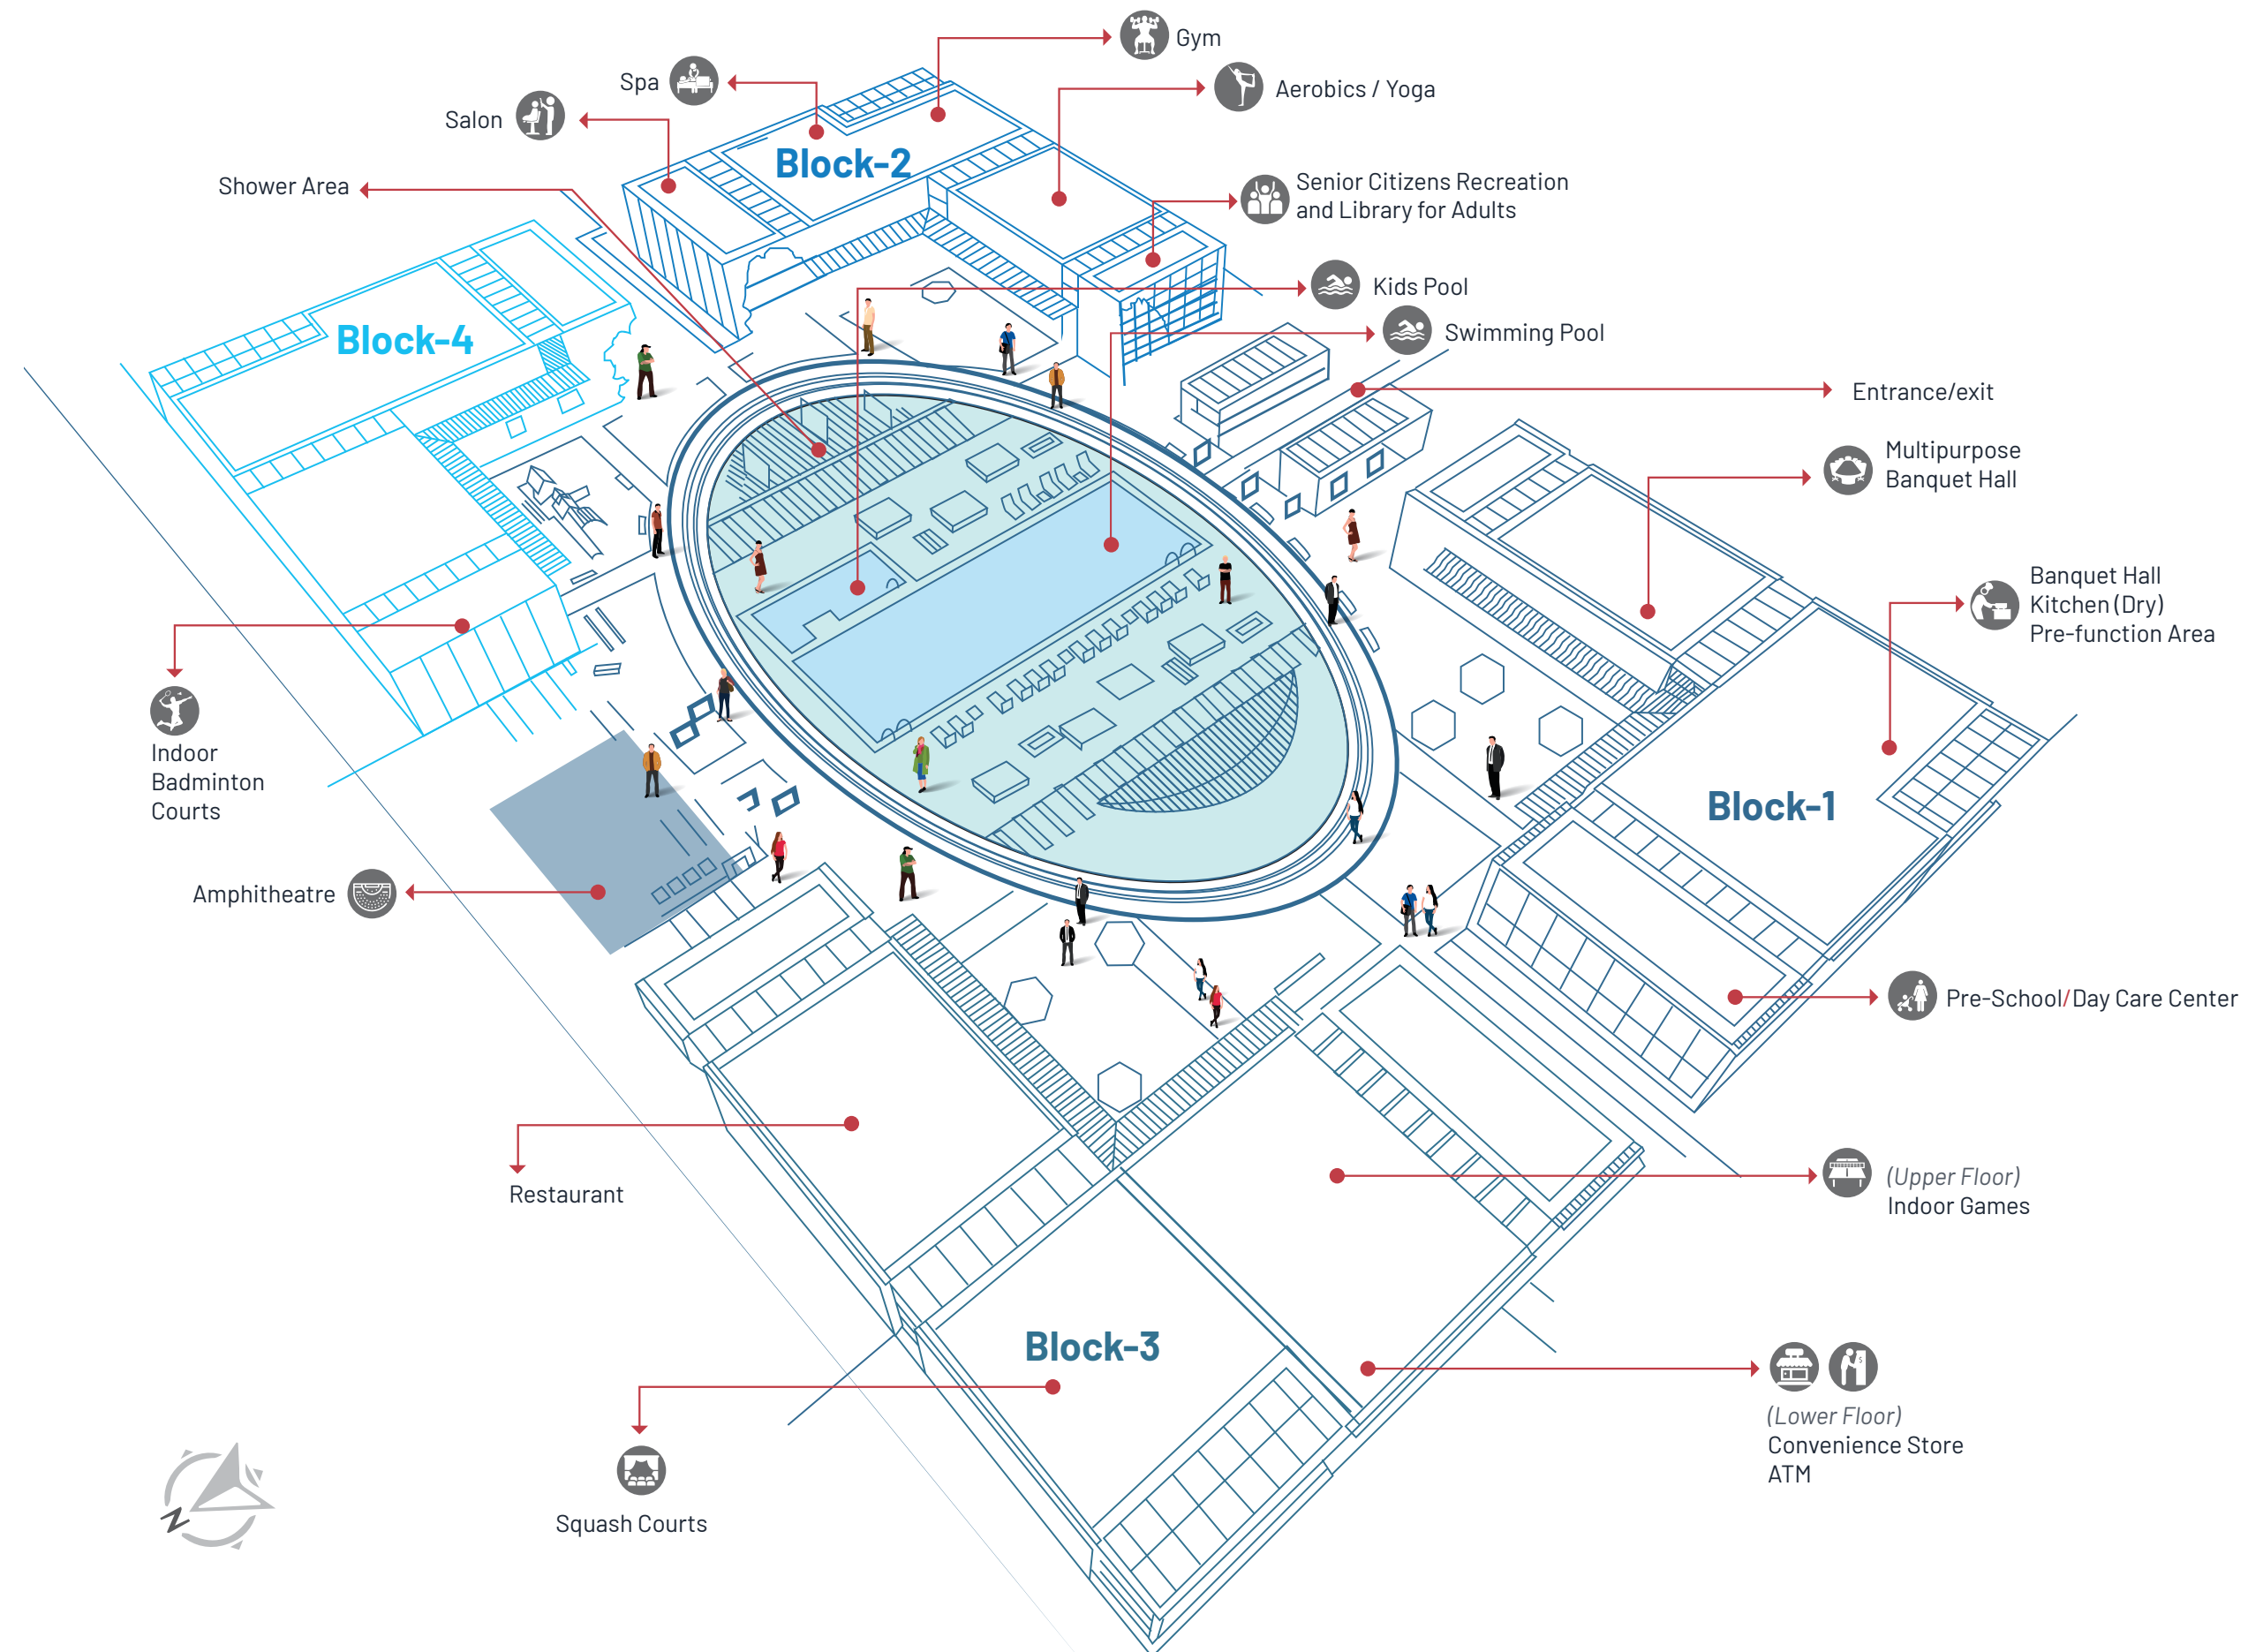 Gym
Spa
Aerobics / Yoga
Salon
Block-2
Shower Area
Senior Citizens Recreation
and Library for Adults
Kids Pool
Block-4
Swimming Pool
Entrance/exit
Multipurpose
Banquet Hall
Banquet Hall
Kitchen (Dry)
Pre-function Area
Indoor
Badminton
Courts
Block-1
Amphitheatre
Pre-School/Day Care Center
Restaurant
(Upper Floor)
Indoor Games
Block-3
(Lower Floor)
Convenience Store
ATM
Squash Courts
N